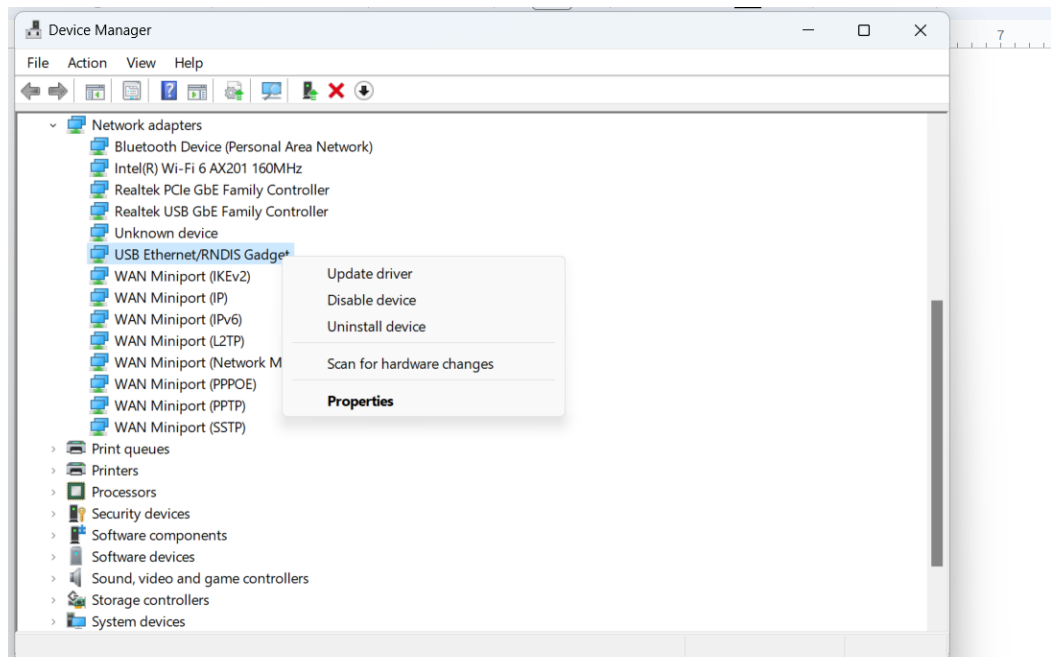 Device Manager
7
File Action View Help
Network adapters
Bluetooth Device (Personal Area Network)
Intel(R) Wi-Fi 6 AX201 160MHz
Realtek PCIe GbE Family Controller
Realtek USB GbE Family Controller
Unknown device
USB Ethernet/RNDIS Gadget
WAN Miniport (IKEv2)
WAN Miniport (IP)
WAN Miniport (IPv6)
WAN Miniport (L2TP)
WAN Miniport (Network M
WAN Miniport (PPPOE)
WAN Miniport (PPTP)
WAN Miniport (SSTP)
Update driver
Disable device
Uninstall device
Scan for hardware changes
Properties
Print queues
Printers
Processors
Security devices
Software components
Software devices
Sound, video and game controllers
Storage controllers
System devices